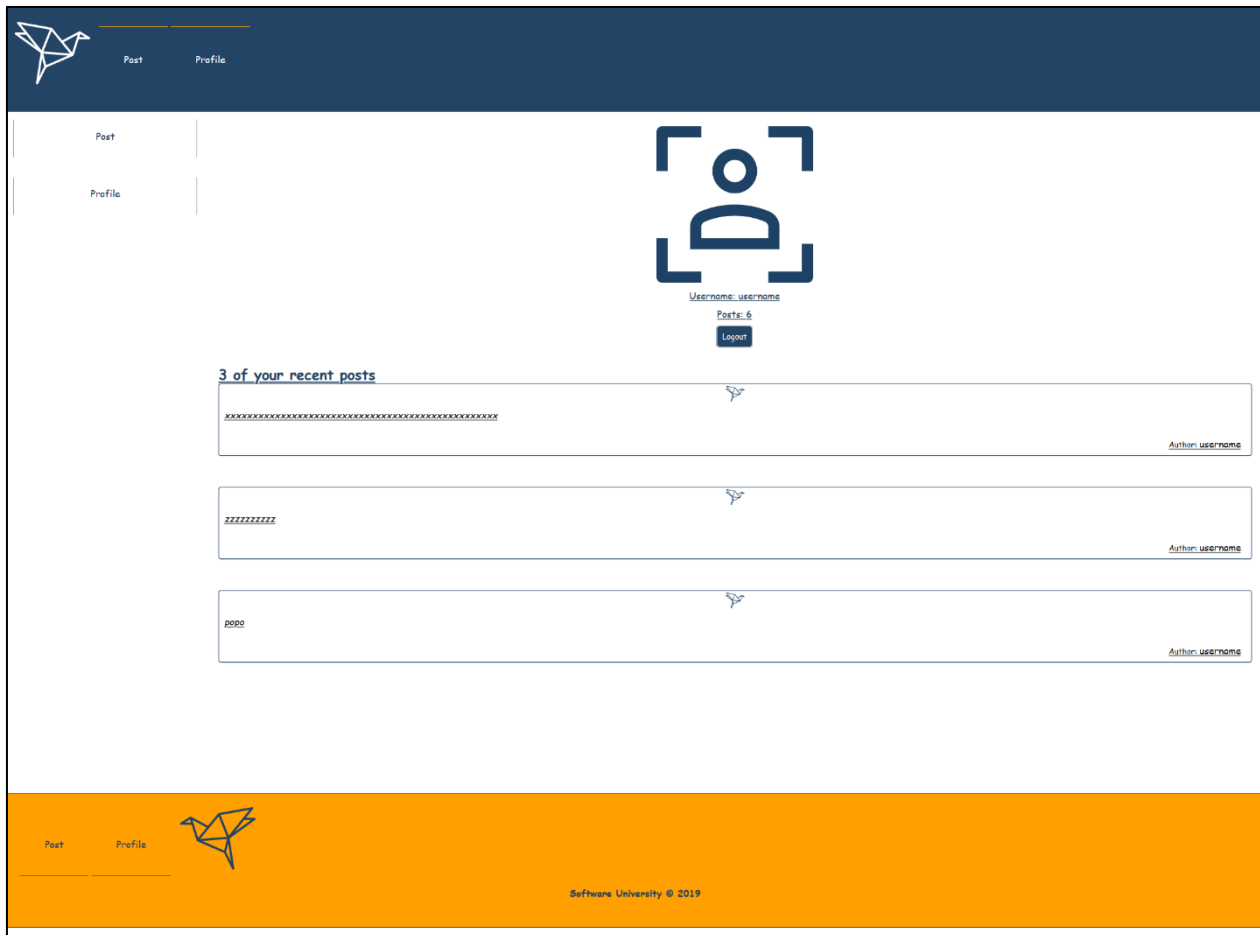 Post Profile
Post
Profile
Username: username
Posts: 6
Logout
3 of your recent posts
xxxxxxxxxxxxxxxxxxxxxxxxxxxxxxxxxxxxxxxxxxxxxxxxx
Author: username
zzzzzzzzzz
Author: username
popo
Author: username
Post Profile
Software University © 2019